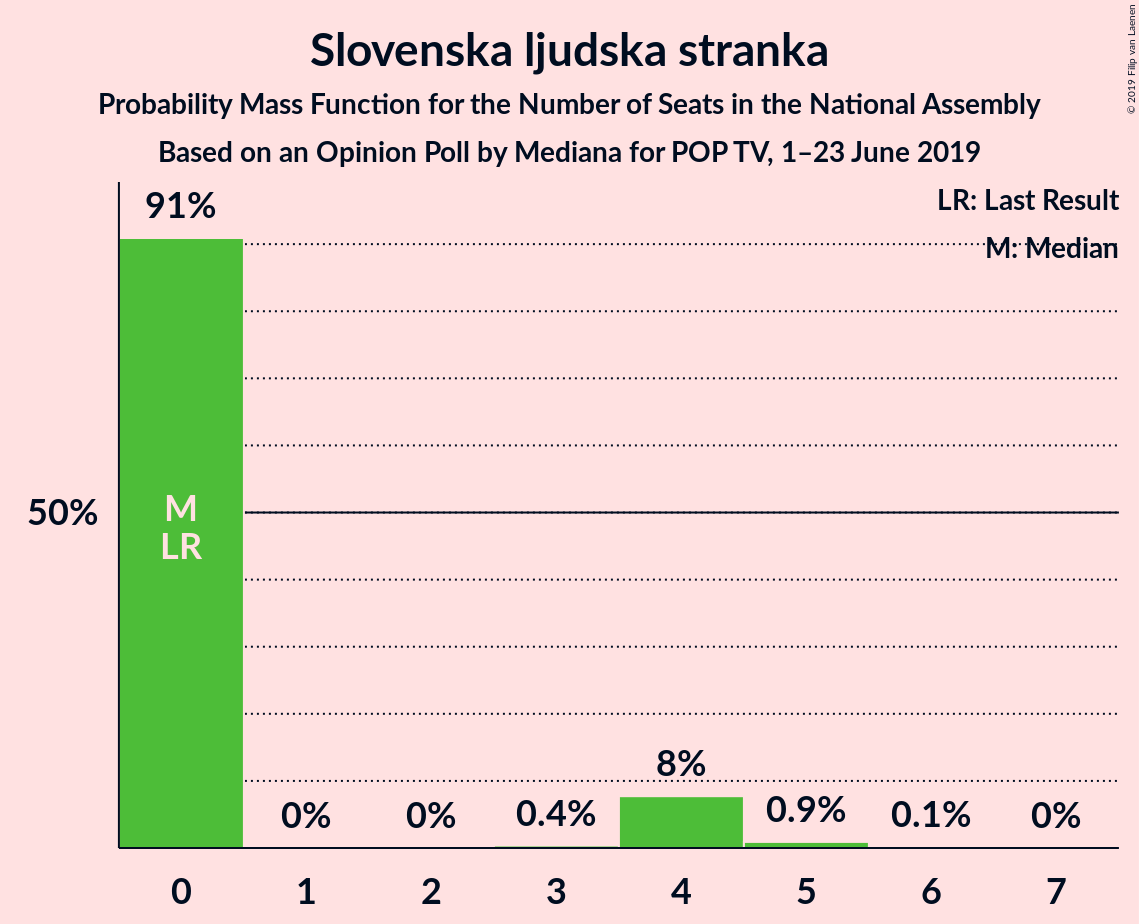 Slovenska ljudska stranka
Probability Mass Function for the Number of Seats in the National Assembly
Based on an Opinion Poll by Mediana for POP TV, 1–23 June 2019
© 2019 Filip van Laenen
LR: Last Result
M: Median
91%
50%
M
LR
0%
0%
0.4%
8%
0.9%
0.1%
0%
0
1
2
3
4
5
6
7